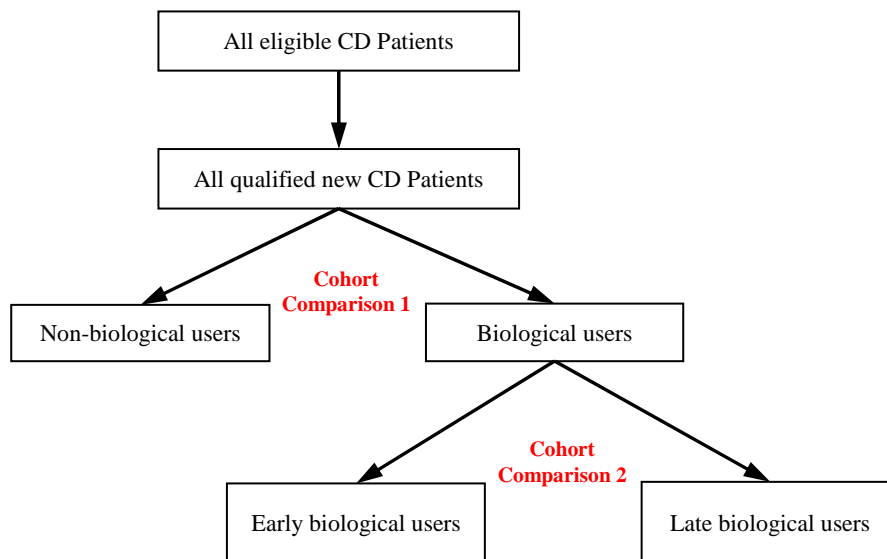 All eligible CD Patients
All qualified new CD Patients
Cohort
Comparison 1
Non-biological users
Biological users
Cohort
Comparison 2
Early biological users
Late biological users